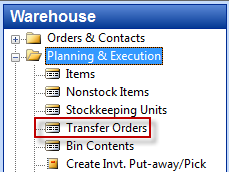 Warehouse
Orders & Contacts
Planning & Execution
Items
Nonstock Items
Stockkeeping Units
Transfer Orders
Bin Contents
Create Invt. Put-away/Pick